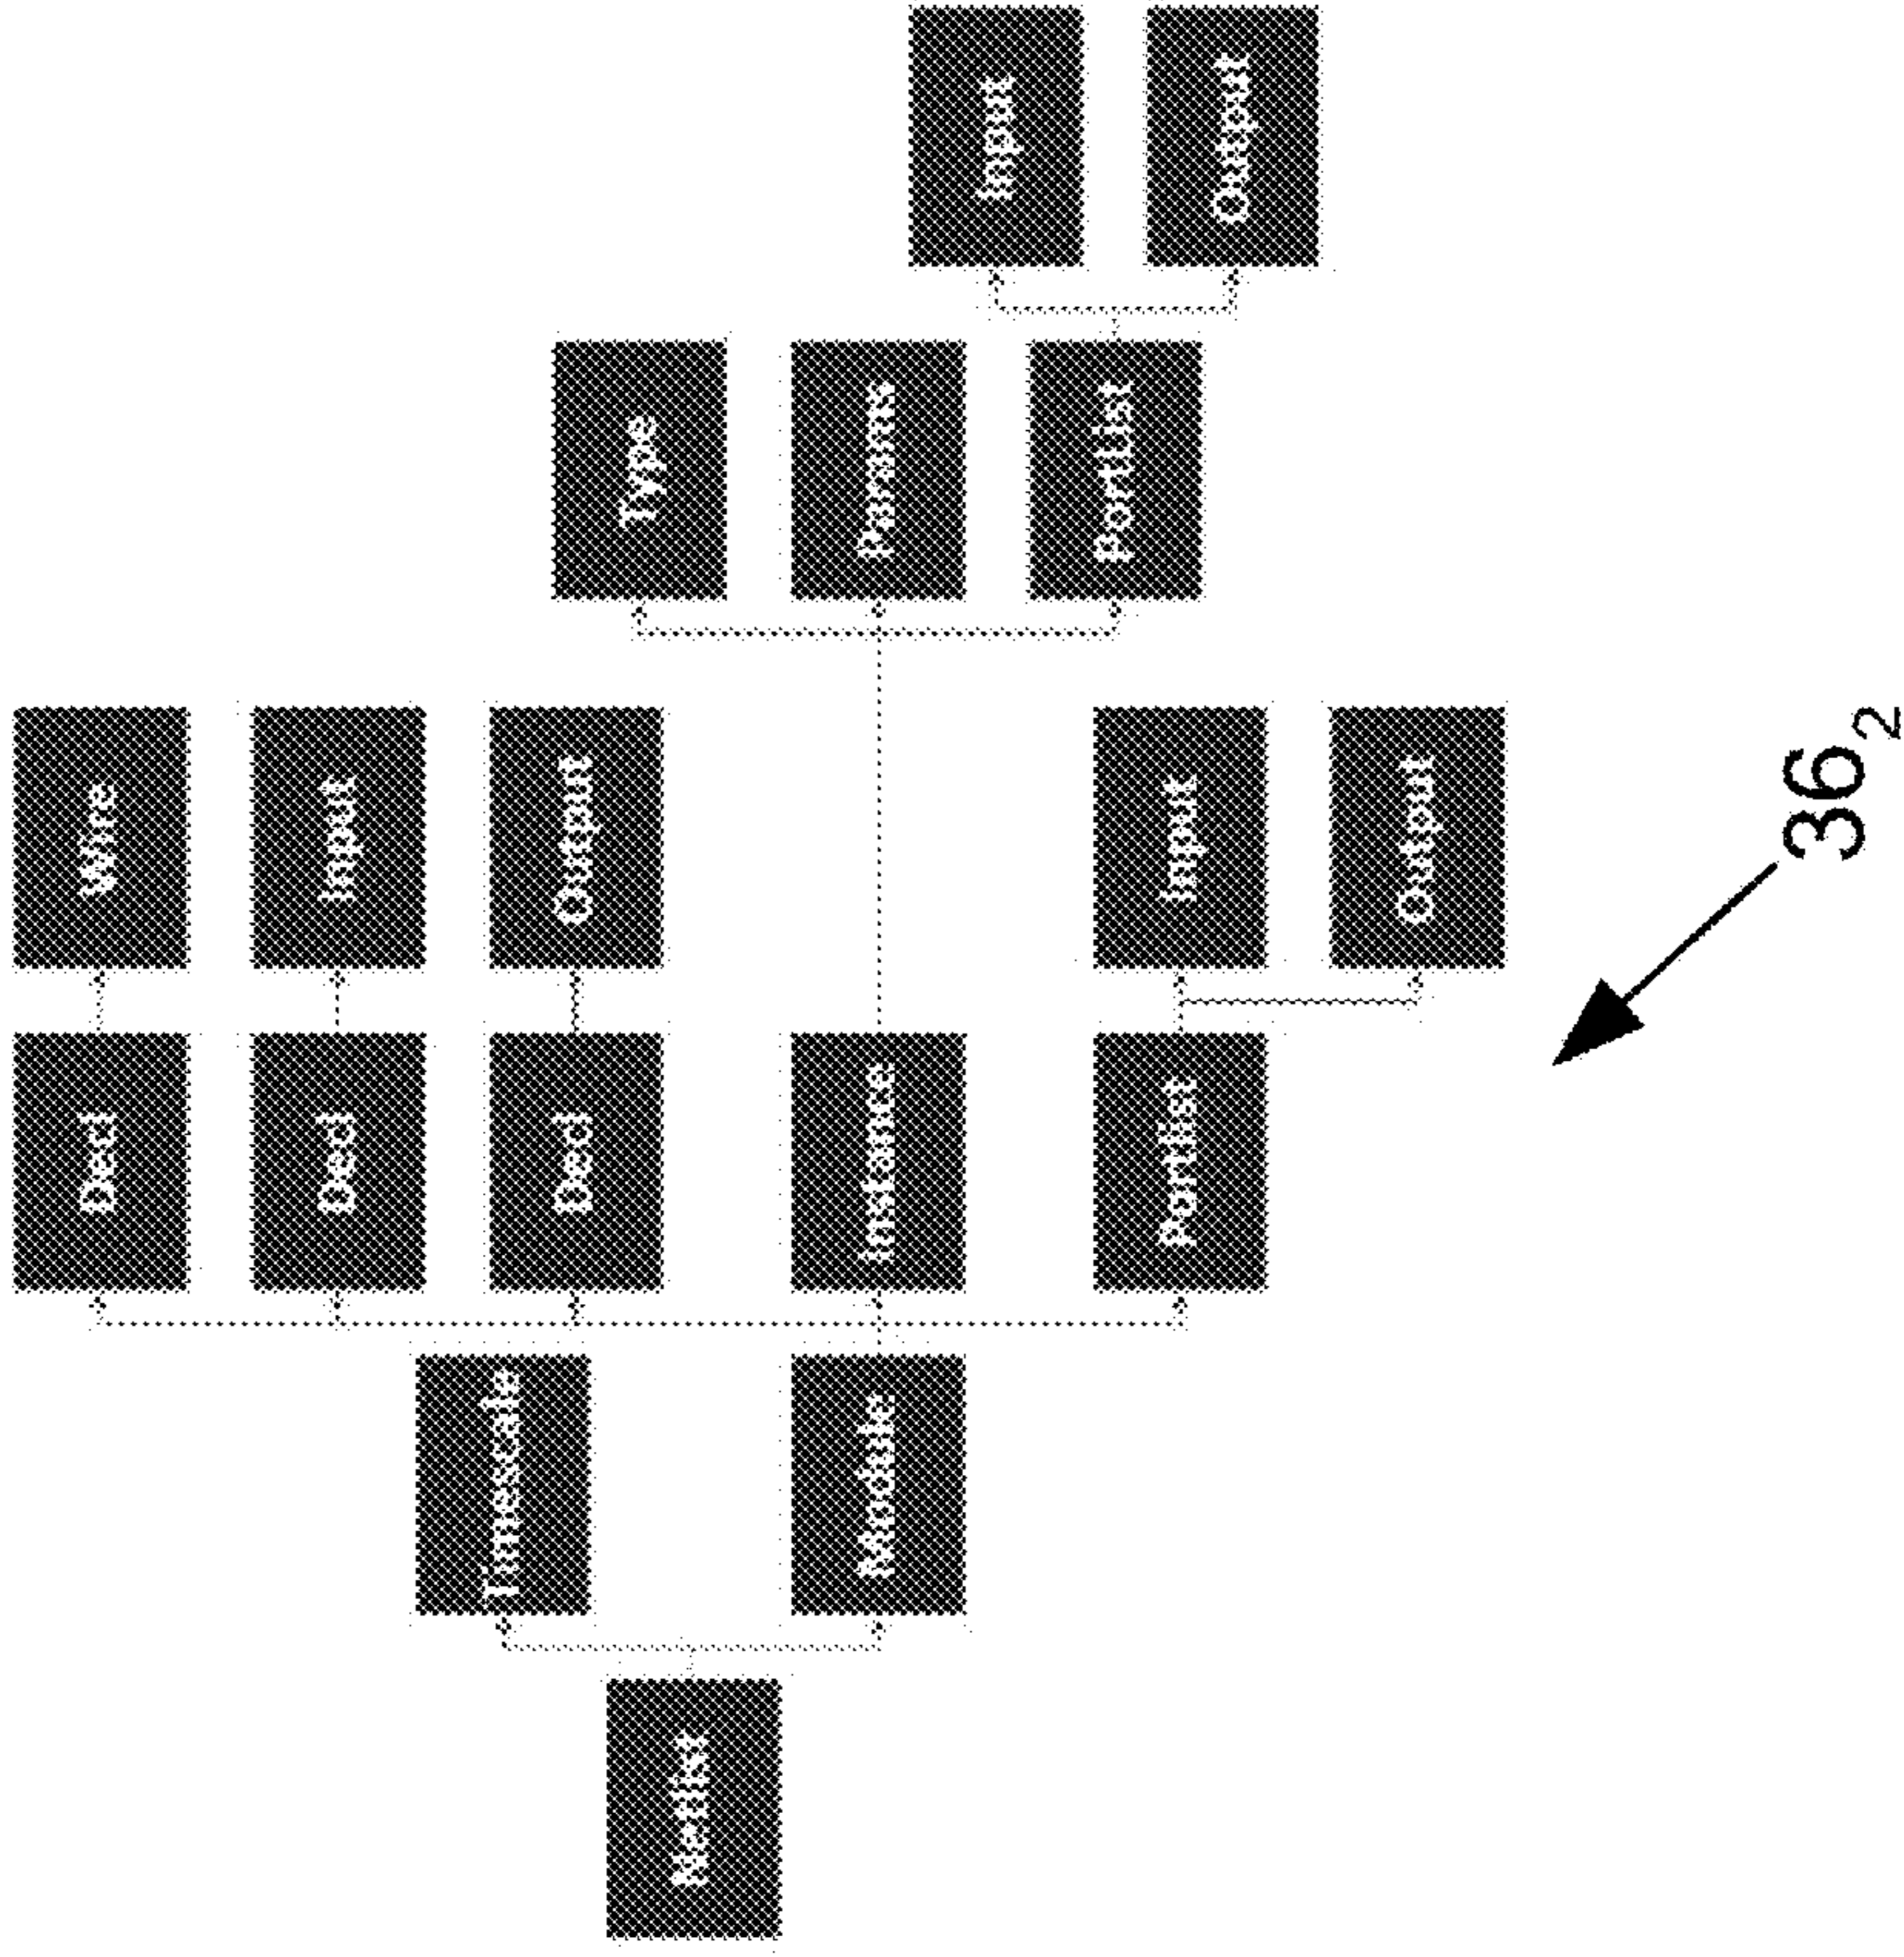 Decl
Wire
Decl
Input
Timescale
Decl
Output
Type
Netlist
Module
Instance
Params
Input
PortList
Portlist
Input
Output
Output
36₂